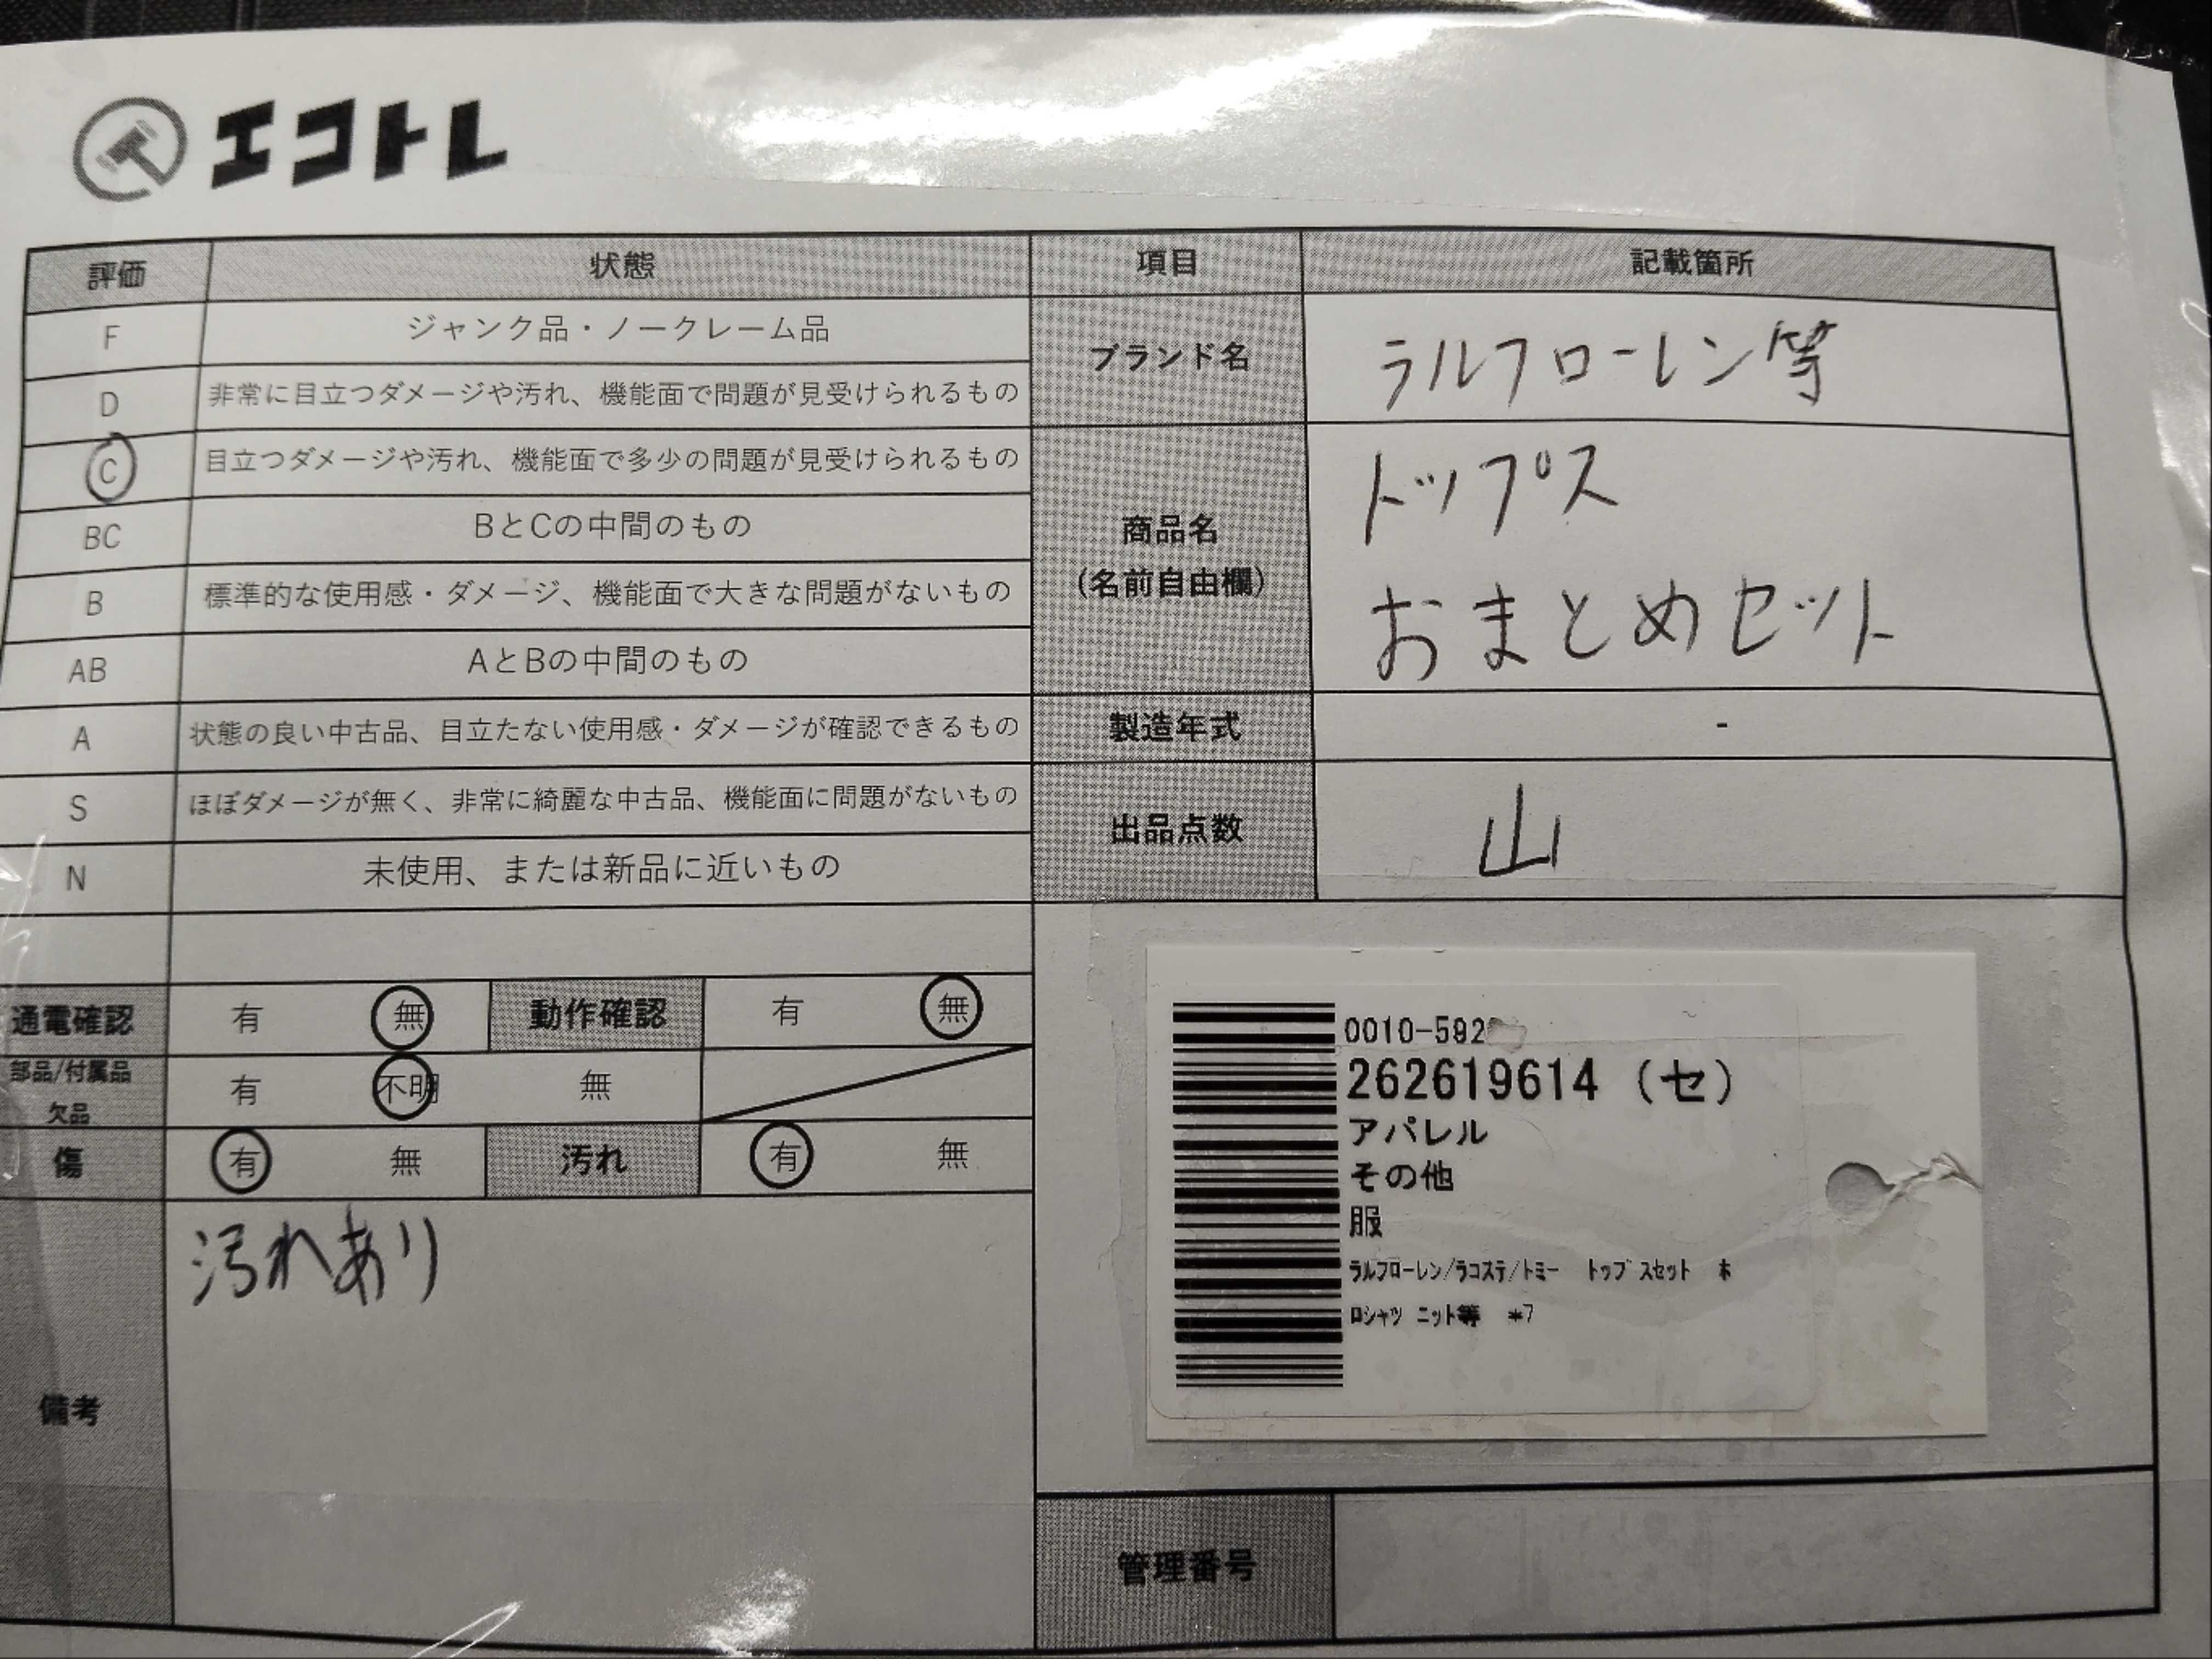 エコトレ
評価 状態 項目 記載箇所
F ジャンク品・ノークレーム品
D 非常に目立つダメージや汚れ、機能面で問題が見受けられるもの
C 目立つダメージや汚れ、機能面で多少の問題が見受けられるもの
BC BとCの中間のもの
B 標準的な使用感・ダメージ、機能面で大きな問題がないもの
AB AとBの中間のもの
A 状態の良い中古品、目立たない使用感・ダメージが確認できるもの
S ほぼダメージが無く、非常に綺麗な中古品、機能面に問題がないもの
N 未使用、または新品に近いもの
ブランド名 ラルフローレン等
商品名
(名前自由欄)
トップス
おまとめセット
製造年式 -
出品点数 山
通電確認 有 無 動作確認 有 無
部品/付属品
欠品
有 不明 無
傷 有 無 汚れ 有 無
備考
汚れあり
0010-592
262619614 (セ)
アパレル
その他
服
ラルフローレン/ラコステ/トミー トップスセット ホ
ロシャツ ニット等 *7
管理番号